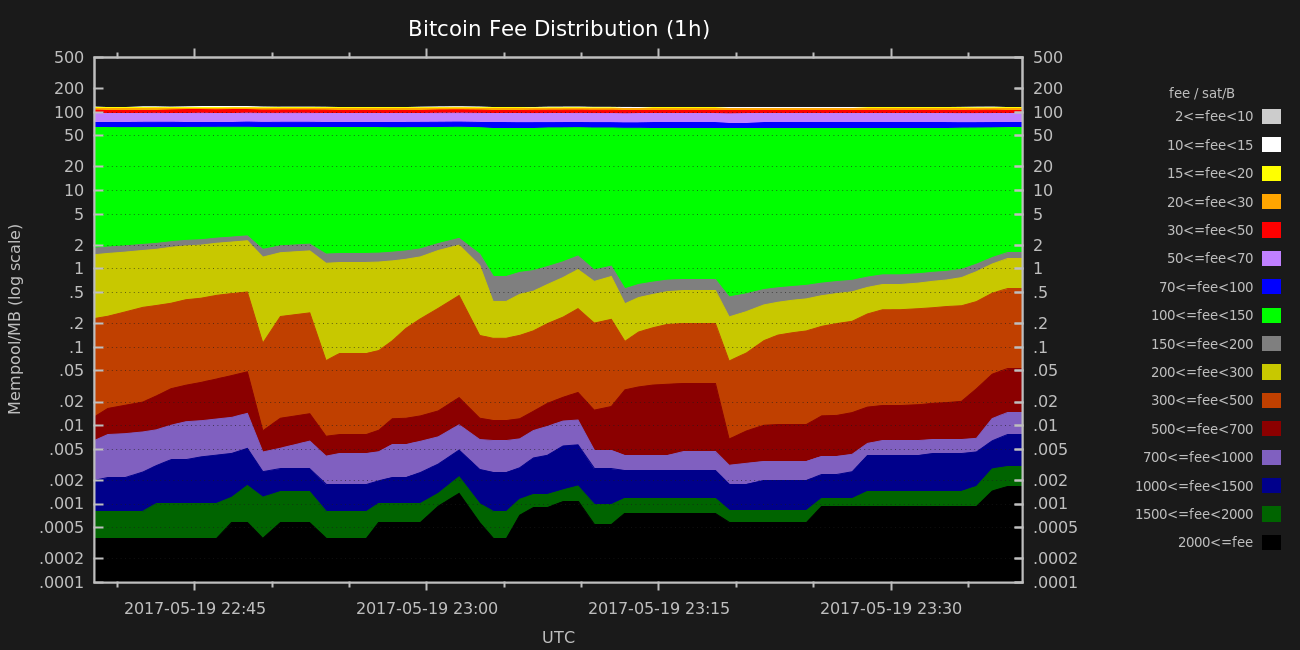 Bitcoin Fee Distribution (1h)
500
200
100
50
20
10
5
2
1
.5
.2
.1
.05
.02
.01
.005
.002
.001
.0005
.0002
.0001
Mempool/MB (log scale)
500
200
100
50
20
10
5
2
1
.5
.2
.1
.05
.02
.01
.005
.002
.001
.0005
.0002
.0001
2017-05-19 22:45
2017-05-19 23:00
2017-05-19 23:15
2017-05-19 23:30
UTC
fee / sat/B
2<=fee<10
10<=fee<15
15<=fee<20
20<=fee<30
30<=fee<50
50<=fee<70
70<=fee<100
100<=fee<150
150<=fee<200
200<=fee<300
300<=fee<500
500<=fee<700
700<=fee<1000
1000<=fee<1500
1500<=fee<2000
2000<=fee